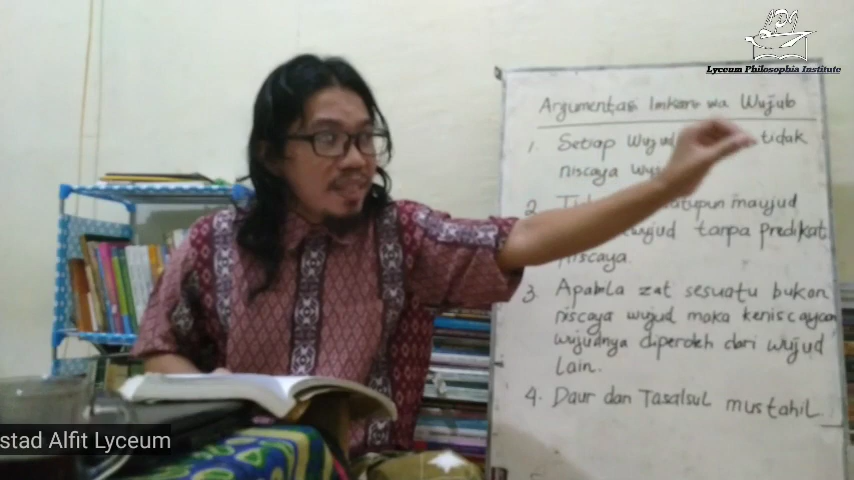 Lyceum Philosophia Institute
Argumentasi Imkan wa Wujub
1. Setiap Wujud tidak
niscaya
2. maujud
tanpa Predikat
niscaya.
3. Apabila zat sesuatu bukan
niscaya wujud maka keniscayaan
wujudnya diperoleh dari wujud
Lain.
4. Daur dan Tasalsul mustahil.
stad Alfit Lyceum